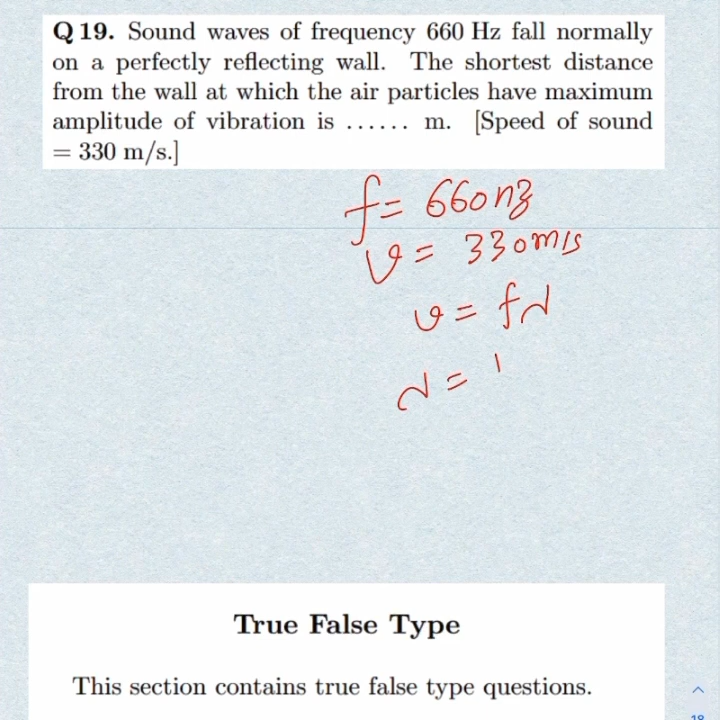 Q 19. Sound waves of frequency 660 Hz fall normally
on a perfectly reflecting wall. The shortest distance
from the wall at which the air particles have maximum
amplitude of vibration is ...... m. [Speed of sound
= 330 m/s.]
f = 660 Hz
v = 330 m/s
v = fλ
λ =
True False Type
This section contains true false type questions.